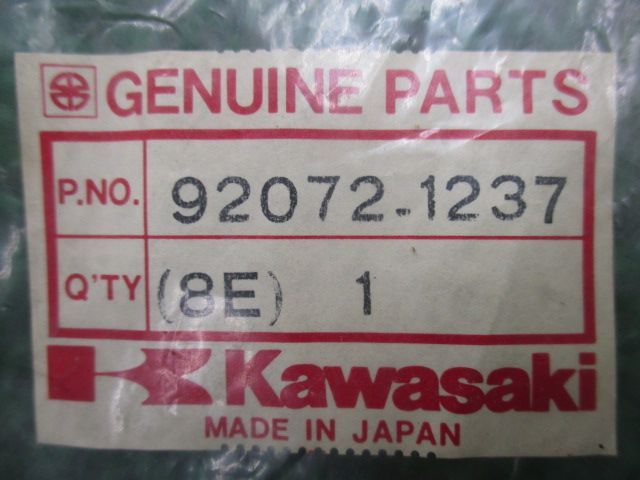 GENUINE PARTS
P.NO. 92072-1237
Q'TY (8E) 1
Kawasaki
MADE IN JAPAN